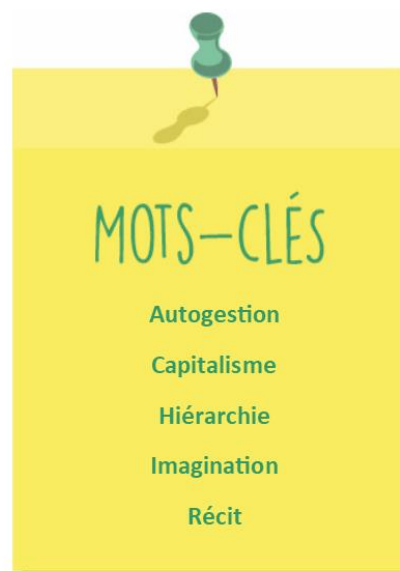 MOTS-CLÉS
Autogestion
Capitalisme
Hiérarchie
Imagination
Récit